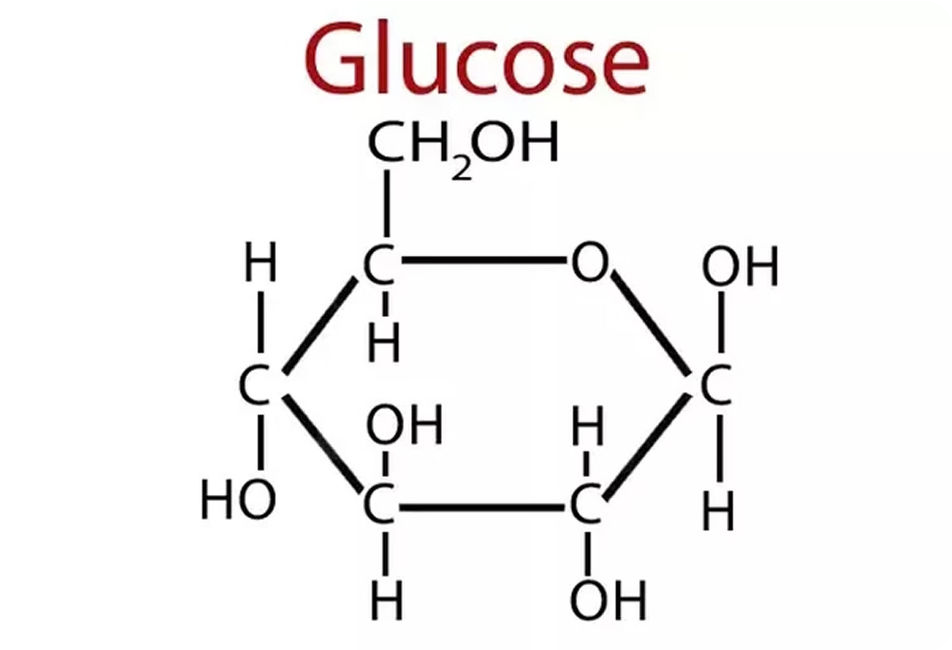 Glucose
CH₂OH
H C O OH
H
C C
OH H
HO C C H
H OH